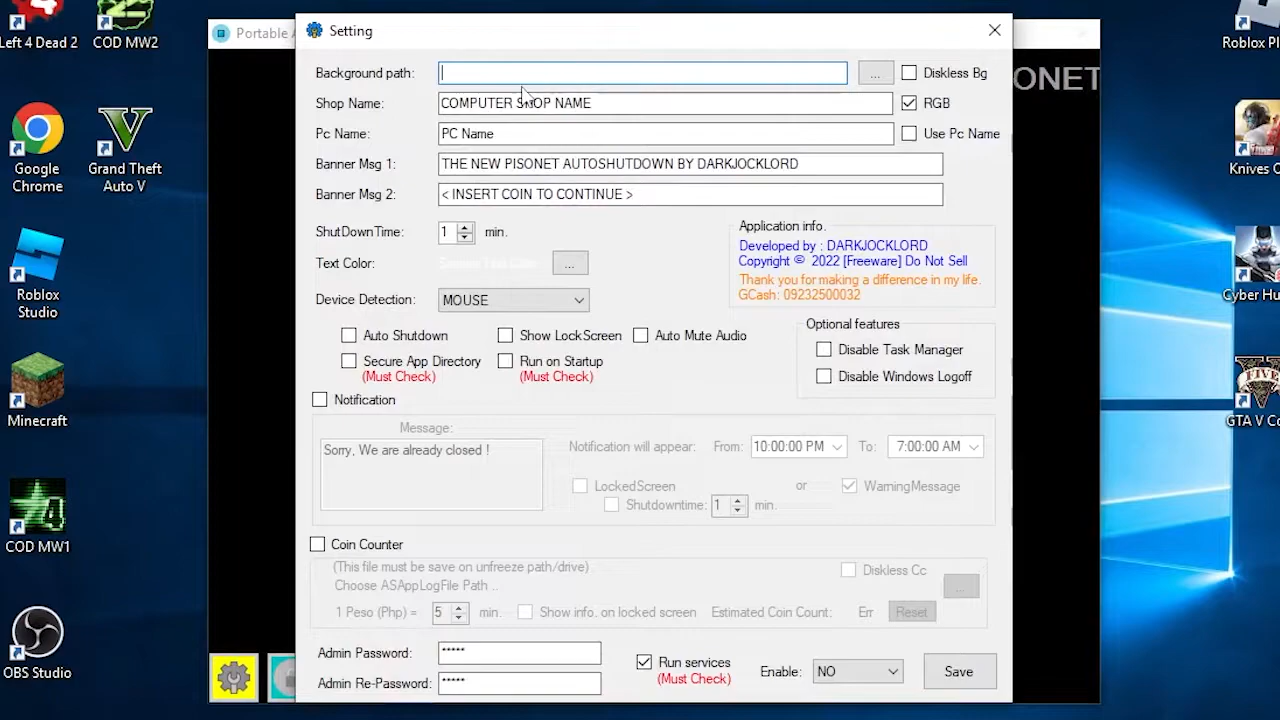 Left 4 Dead 2
COD MW2
Google
Chrome
Grand Theft
Auto V
Roblox
Studio
Minecraft
COD MW1
OBS Studio
Portable A
Setting
Background path:
...
Diskless Bg
Shop Name:
COMPUTER SHOP NAME
RGB
Pc Name:
PC Name
Use Pc Name
Banner Msg 1:
THE NEW PISONET AUTOSHUTDOWN BY DARKJOCKLORD
Banner Msg 2:
< INSERT COIN TO CONTINUE >
ShutDownTime:
1
min.
Text Color:
...
Device Detection:
MOUSE
Application info.
Developed by : DARKJOCKLORD
Copyright © 2022 [Freeware] Do Not Sell
Thank you for making a difference in my life.
GCash: 09232500032
Auto Shutdown
Show LockScreen
Auto Mute Audio
Secure App Directory
(Must Check)
Run on Startup
(Must Check)
Optional features
Disable Task Manager
Disable Windows Logoff
Notification
Message:
Sorry, We are already closed !
Notification will appear:
From:
10:00:00 PM
To:
7:00:00 AM
LockedScreen
or
WarningMessage
Shutdowntime:
1
min.
Coin Counter
(This file must be save on unfreeze path/drive)
Choose ASAppLogFile Path ..
Diskless Cc
...
1 Peso (Php) =
5
min.
Show info. on locked screen
Estimated Coin Count:
Err
Reset
Admin Password:
*****
Admin Re-Password:
*****
Run services
(Must Check)
Enable:
NO
Save
ONET
Roblox Pl
Knives O
Cyber Hu
GTA V Co